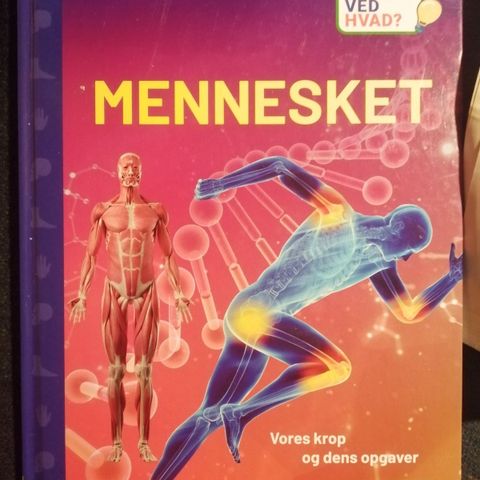 VED
HVAD?
MENNESKET
Vores krop
og dens opgaver